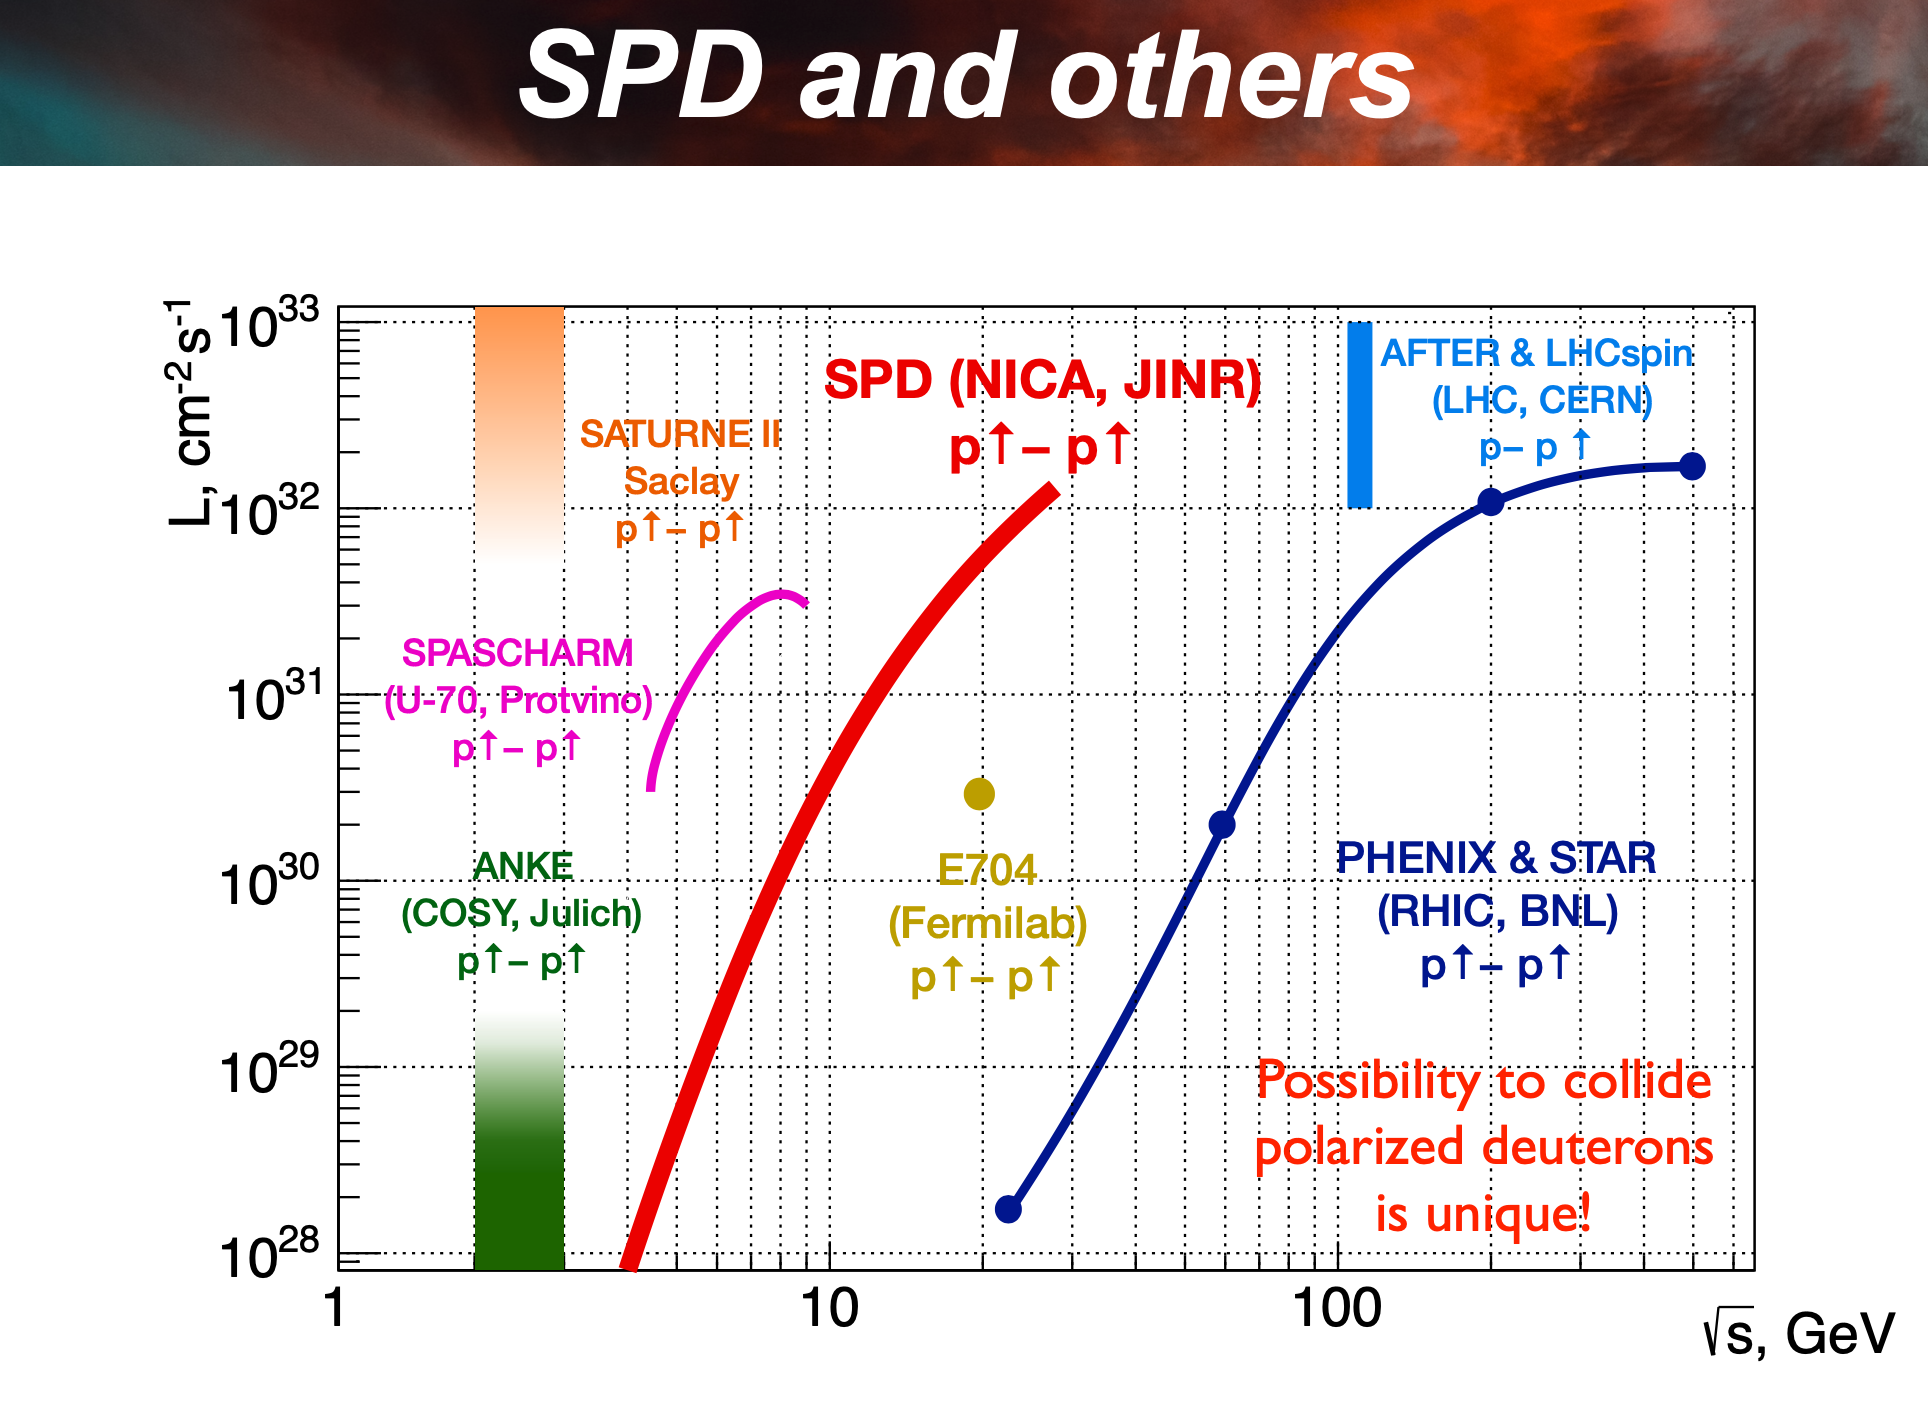 SPD and others
L, cm⁻² s⁻¹
10³³
10³²
10³¹
10³⁰
10²⁹
10²⁸
SATURNE II
Saclay
p↑– p↑
SPD (NICA, JINR)
p↑– p↑
AFTER & LHCspin
(LHC, CERN)
p– p ↑
SPASCHARM
(U-70, Protvino)
p↑– p↑
ANKE
(COSY, Julich)
p↑– p↑
E704
(Fermilab)
p↑– p↑
PHENIX & STAR
(RHIC, BNL)
p↑– p↑
Possibility to collide
polarized deuterons
is unique!
1 10 100
√s, GeV